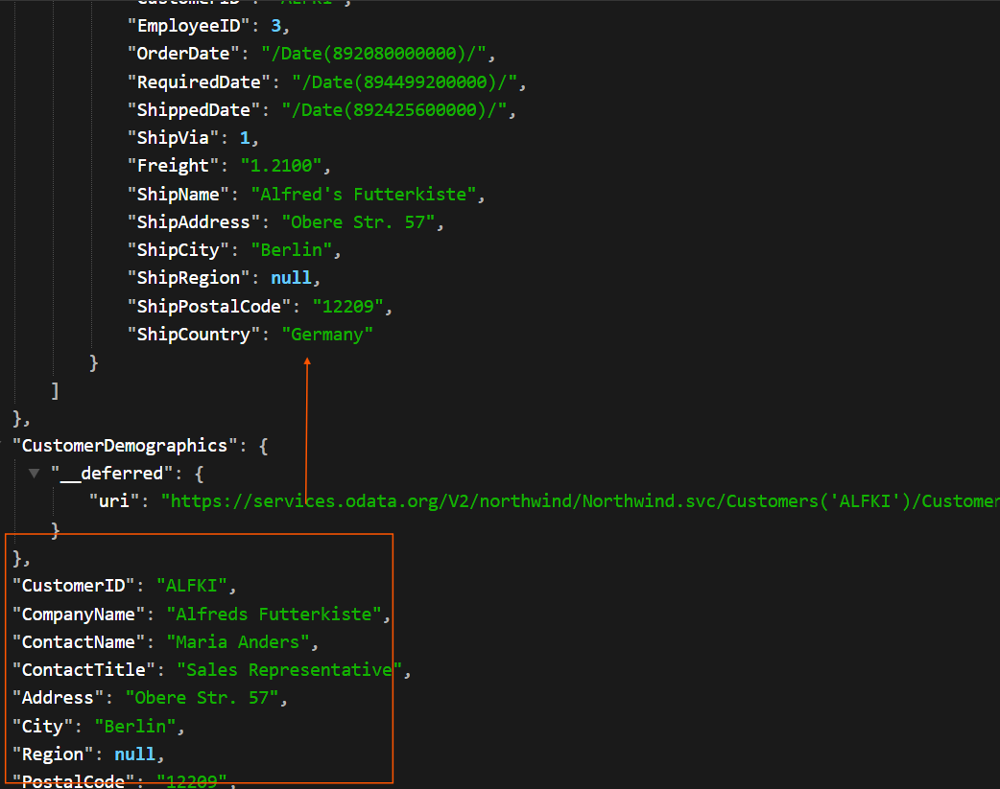 "CustomerID": "ALFKI",
"EmployeeID": 3,
"OrderDate": "/Date(892080000000)/",
"RequiredDate": "/Date(894499200000)/",
"ShippedDate": "/Date(892425600000)/",
"ShipVia": 1,
"Freight": "1.2100",
"ShipName": "Alfred's Futterkiste",
"ShipAddress": "Obere Str. 57",
"ShipCity": "Berlin",
"ShipRegion": null,
"ShipPostalCode": "12209",
"ShipCountry": "Germany"
}
]
},
"CustomerDemographics": {
"__deferred": {
"uri": "https://services.odata.org/V2/northwind/Northwind.svc/Customers('ALFKI')/Customer
}
},
"CustomerID": "ALFKI",
"CompanyName": "Alfreds Futterkiste",
"ContactName": "Maria Anders",
"ContactTitle": "Sales Representative",
"Address": "Obere Str. 57",
"City": "Berlin",
"Region": null,
"PostalCode": "12209",